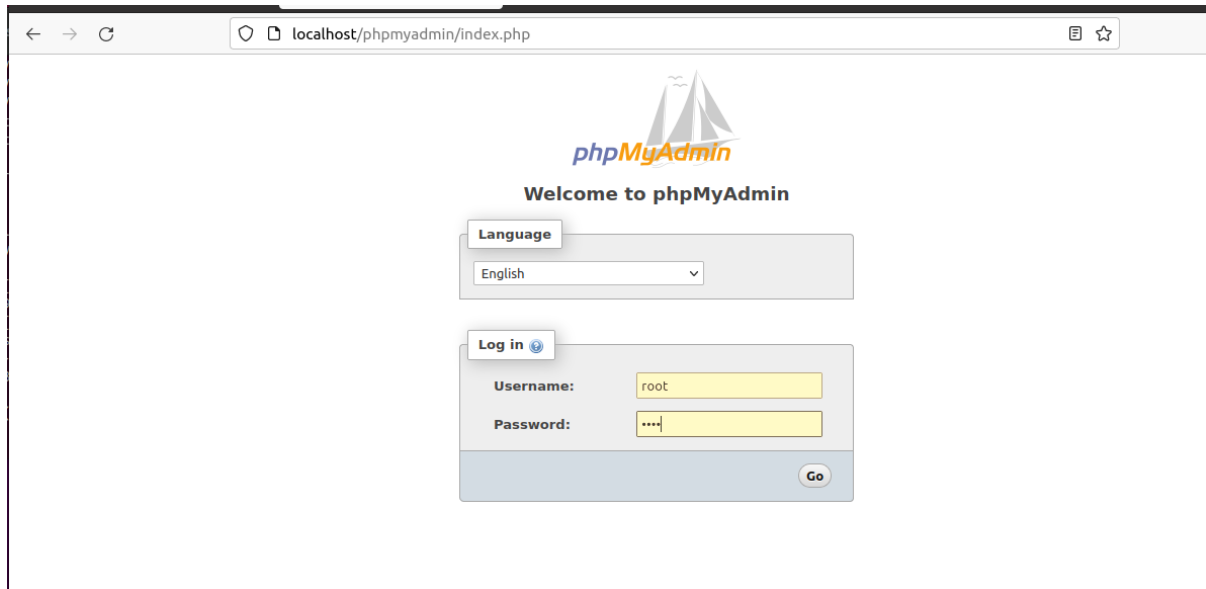 localhost/phpmyadmin/index.php
phpMyAdmin
Welcome to phpMyAdmin
Language
English
Log in
Username: root
Password: ••••
Go